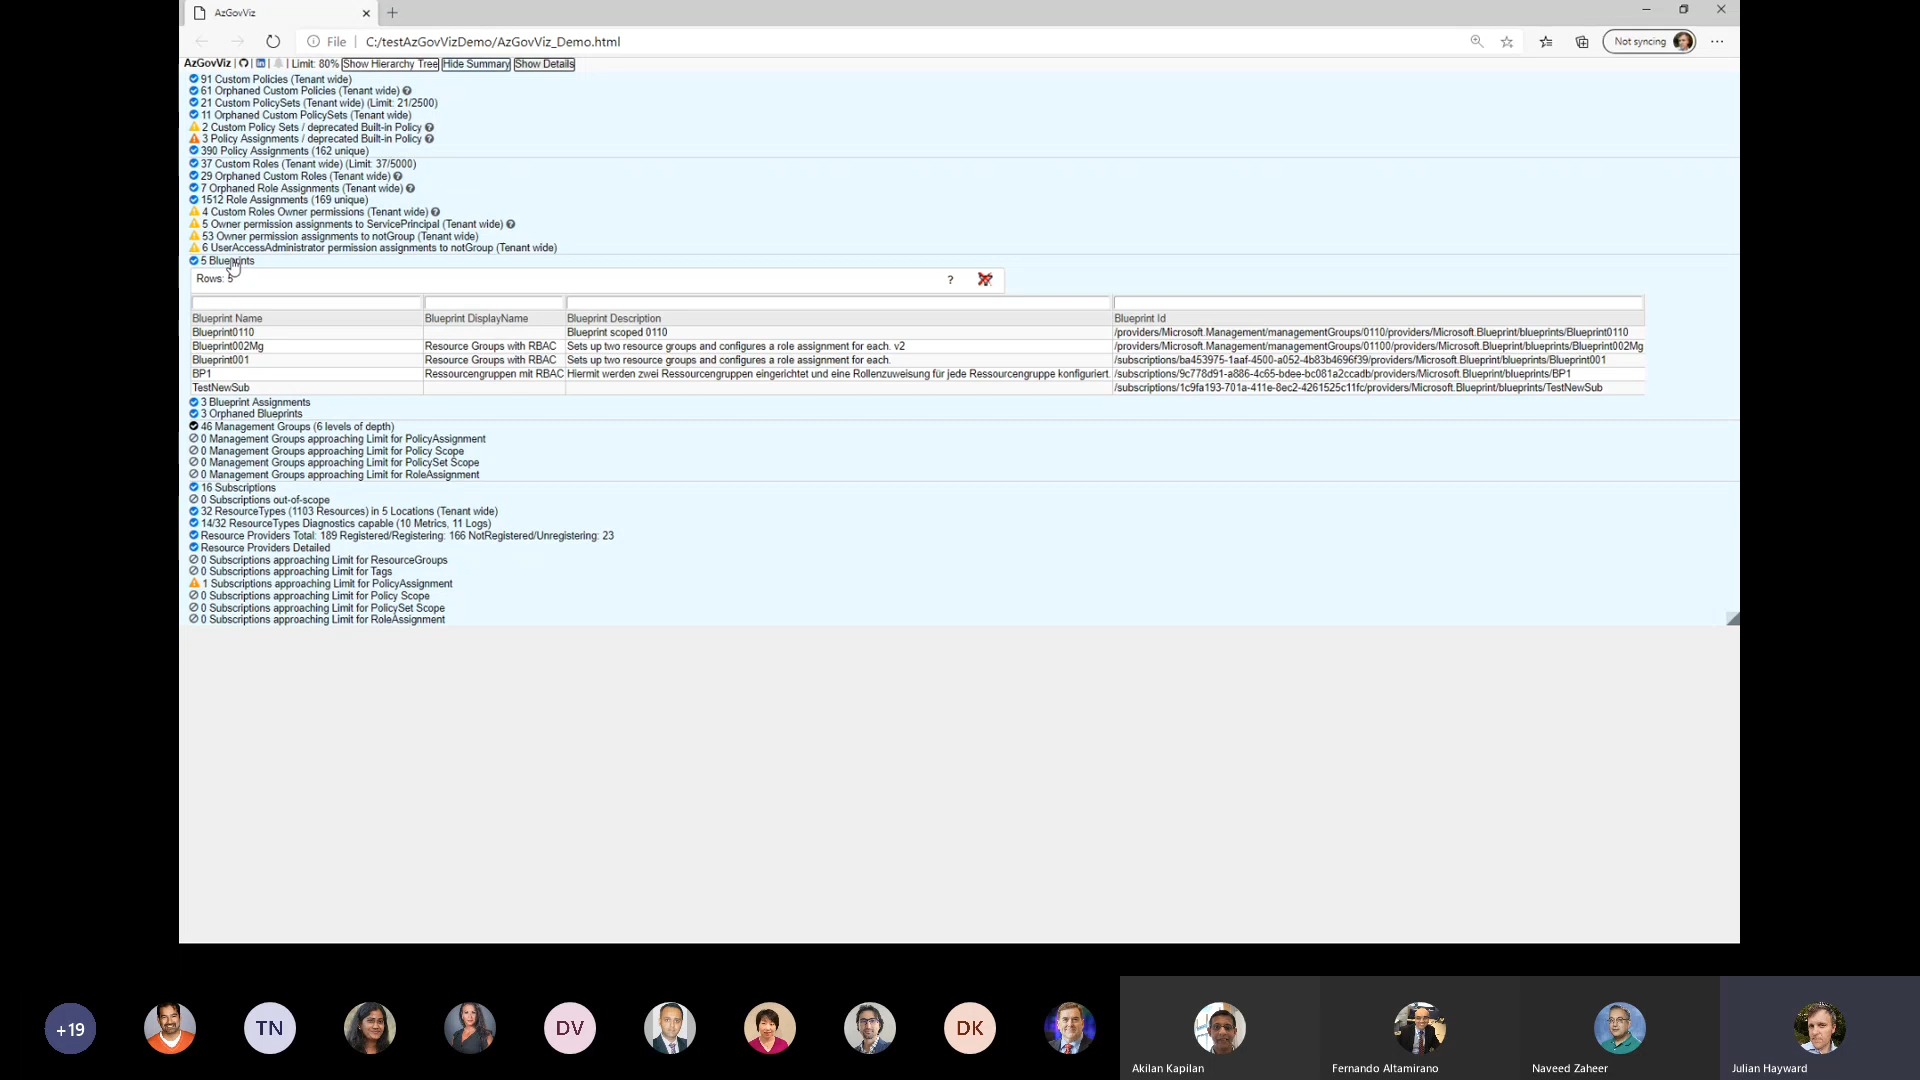 AzGovViz
File | C:/testAzGovVizDemo/AzGovViz_Demo.html
Not syncing
AzGovViz | | | | Limit: 80% Show Hierarchy Tree Hide Summary Show Details
91 Custom Policies (Tenant wide)
61 Orphaned Custom Policies (Tenant wide)
21 Custom PolicySets (Tenant wide) (Limit: 21/2500)
11 Orphaned Custom PolicySets (Tenant wide)
2 Custom Policy Sets / deprecated Built-in Policy
3 Policy Assignments / deprecated Built-in Policy
390 Policy Assignments (162 unique)
37 Custom Roles (Tenant wide) (Limit: 37/5000)
29 Orphaned Custom Roles (Tenant wide)
7 Orphaned Role Assignments (Tenant wide)
1512 Role Assignments (169 unique)
4 Custom Roles Owner permissions (Tenant wide)
5 Owner permission assignments to ServicePrincipal (Tenant wide)
53 Owner permission assignments to notGroup (Tenant wide)
6 UserAccessAdministrator permission assignments to notGroup (Tenant wide)
5 Blueprints
Rows: 5 ?
Blueprint Name Blueprint DisplayName Blueprint Description Blueprint Id
Blueprint0110 Blueprint scoped 0110 /providers/Microsoft.Management/managementGroups/0110/providers/Microsoft.Blueprint/blueprints/Blueprint0110
Blueprint002Mg Resource Groups with RBAC Sets up two resource groups and configures a role assignment for each. v2 /providers/Microsoft.Management/managementGroups/01100/providers/Microsoft.Blueprint/blueprints/Blueprint002Mg
Blueprint001 Resource Groups with RBAC Sets up two resource groups and configures a role assignment for each. /subscriptions/ba453975-1aaf-4500-a052-4b83b4696f39/providers/Microsoft.Blueprint/blueprints/Blueprint001
BP1 Ressourcengruppen mit RBAC Hiermit werden zwei Ressourcengruppen eingerichtet und eine Rollenzuweisung für jede Ressourcengruppe konfiguriert. /subscriptions/9c778d91-a886-4c65-bdee-bc081a2ccadb/providers/Microsoft.Blueprint/blueprints/BP1
TestNewSub /subscriptions/1c9fa193-701a-411e-8ec2-4261525c11fc/providers/Microsoft.Blueprint/blueprints/TestNewSub
3 Blueprint Assignments
3 Orphaned Blueprints
46 Management Groups (6 levels of depth)
0 Management Groups approaching Limit for PolicyAssignment
0 Management Groups approaching Limit for Policy Scope
0 Management Groups approaching Limit for PolicySet Scope
0 Management Groups approaching Limit for RoleAssignment
16 Subscriptions
0 Subscriptions out-of-scope
32 ResourceTypes (1103 Resources) in 5 Locations (Tenant wide)
14/32 ResourceTypes Diagnostics capable (10 Metrics, 11 Logs)
Resource Providers Total: 189 Registered/Registering: 166 NotRegistered/Unregistering: 23
Resource Providers Detailed
0 Subscriptions approaching Limit for ResourceGroups
0 Subscriptions approaching Limit for Tags
1 Subscriptions approaching Limit for PolicyAssignment
0 Subscriptions approaching Limit for Policy Scope
0 Subscriptions approaching Limit for PolicySet Scope
0 Subscriptions approaching Limit for RoleAssignment
+19 TN DV DK
Akilan Kapilan Fernando Altamirano Naveed Zaheer Julian Hayward